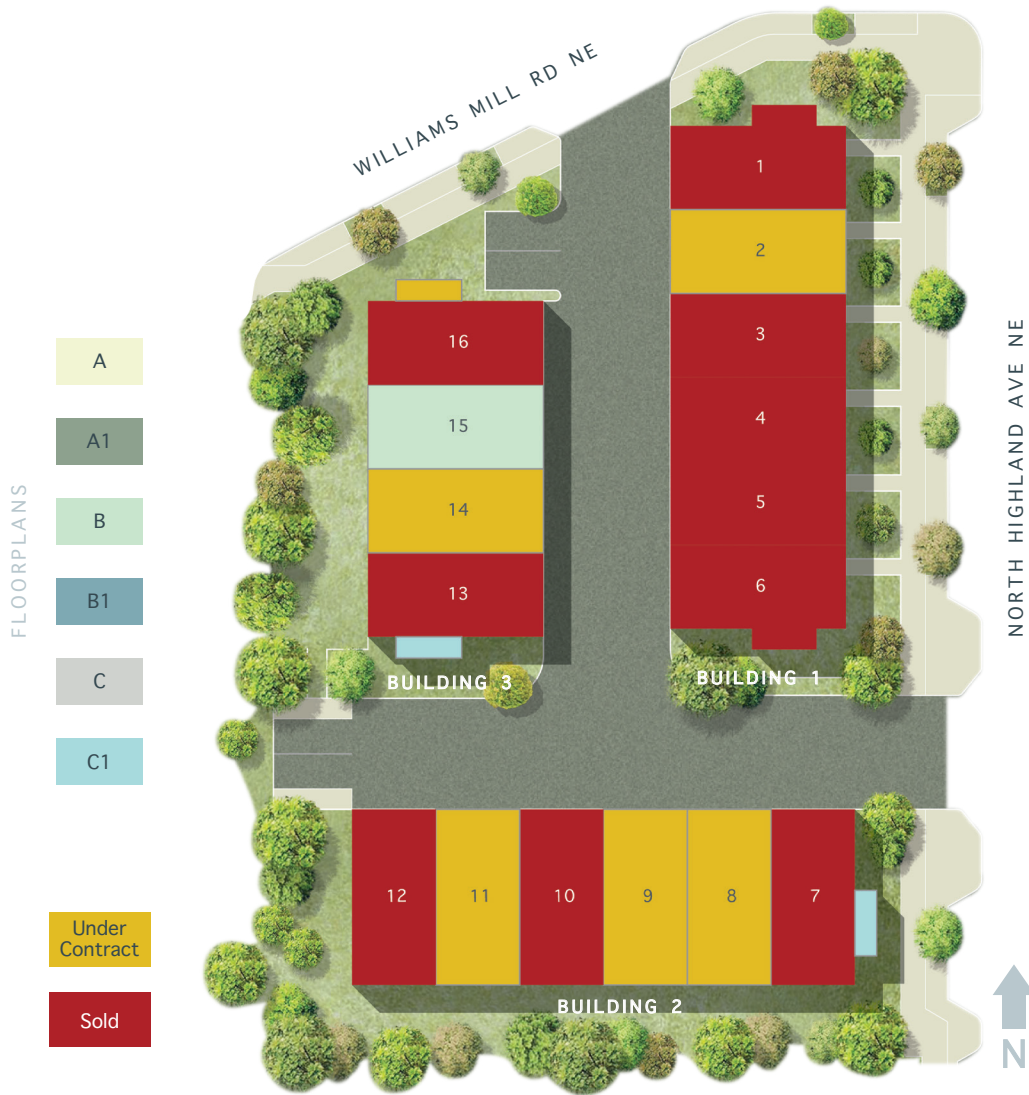 WILLIAMS MILL RD NE
NORTH HIGHLAND AVE NE
FLOORPLANS
A
A1
B
B1
C
C1
Under
Contract
Sold
1
2
3
4
5
6
BUILDING 1
16
15
14
13
BUILDING 3
12
11
10
9
8
7
BUILDING 2
N